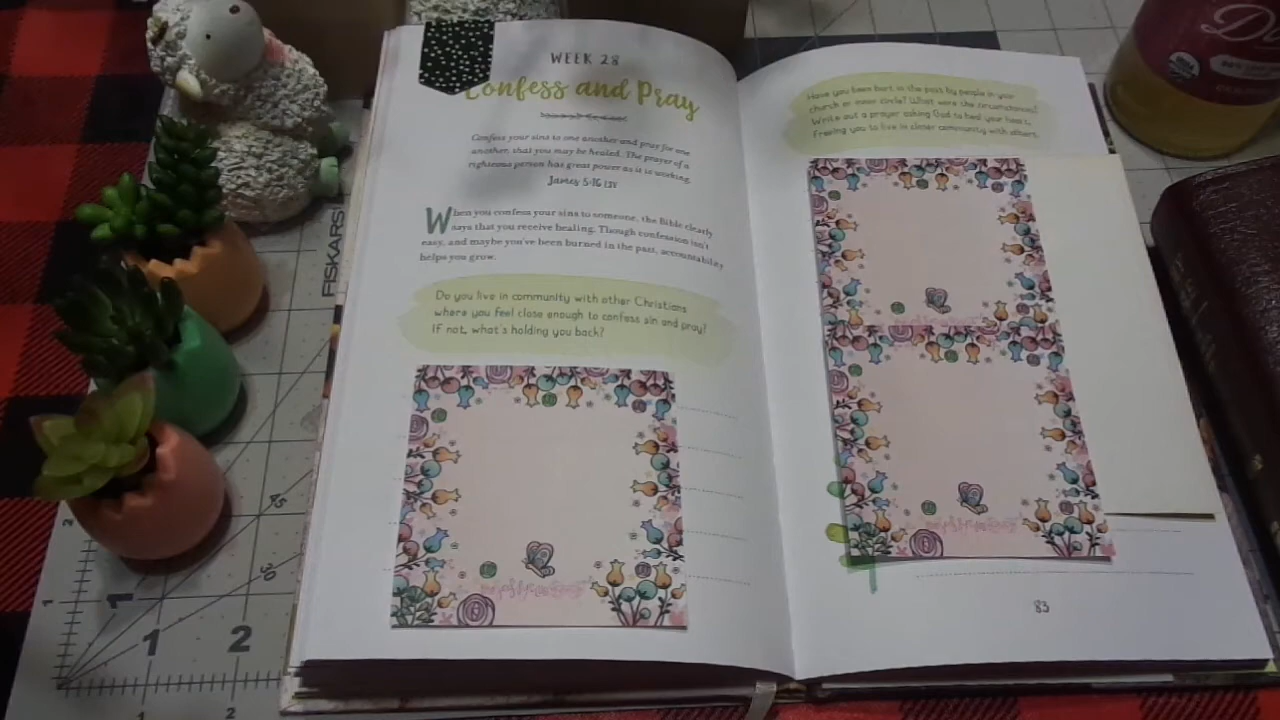 WEEK 28
Confess and Pray
Confess your sins to one another and pray for one
another, that you may be healed. The prayer of a
righteous person has great power as it is working.
James 5:16 ESV
When you confess your sins to someone, the Bible clearly
says that you receive healing. Though confession isn't
easy, and maybe you've been burned in the past, accountability
helps you grow.
Do you live in community with other Christians
where you feel close enough to confess sin and pray?
If not, what's holding you back?
Have you been hurt in the past by people in your
church or inner circle? What were the circumstances?
Write out a prayer asking God to heal your heart,
freeing you to live in closer community with others.
83
FISKARS
45
30
2
1
1
1
2
1
2